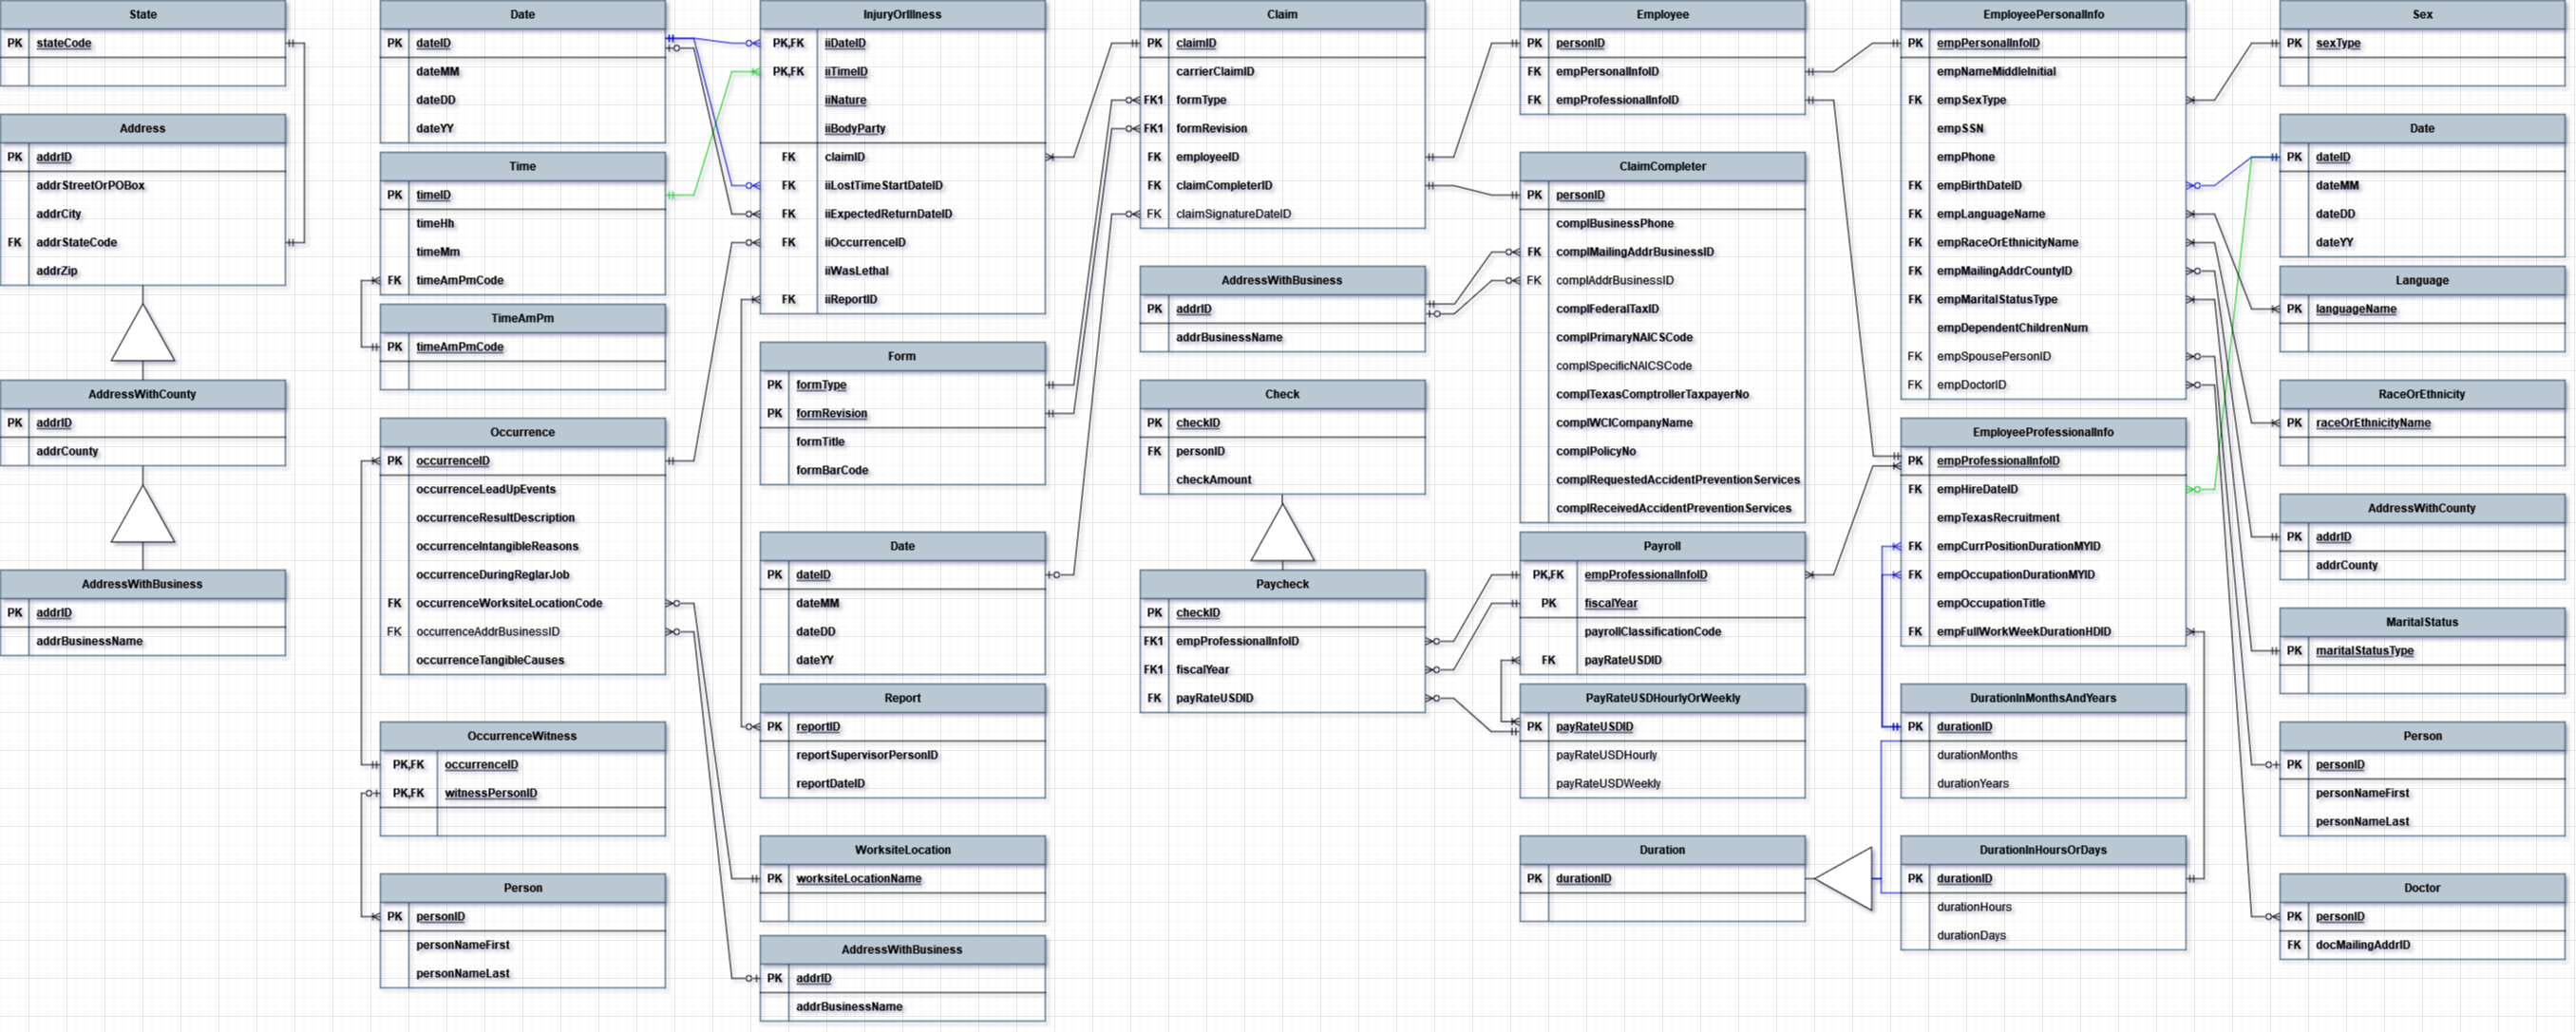 State
PK stateCode
Address
PK addrID
addrStreetOrPOBox
addrCity
FK addrStateCode
addrZip
AddressWithCounty
PK addrID
addrCounty
AddressWithBusiness
PK addrID
addrBusinessName
Date
PK dateID
dateMM
dateDD
dateYY
Time
PK timeID
timeHh
timeMm
FK timeAmPmCode
TimeAmPm
PK timeAmPmCode
Occurrence
PK occurrenceID
occurrenceLeadUpEvents
occurrenceResultDescription
occurrenceIntangibleReasons
occurrenceDuringReglarJob
FK occurrenceWorksiteLocationCode
FK occurrenceAddrBusinessID
occurrenceTangibleCauses
OccurrenceWitness
PK,FK occurrenceID
PK,FK witnessPersonID
Person
PK personID
personNameFirst
personNameLast
InjuryOrIllness
PK,FK iiDateID
PK,FK iiTimeID
iiNature
iiBodyParty
FK claimID
FK iiLostTimeStartDateID
FK iiExpectedReturnDateID
FK iiOccurrenceID
iiWasLethal
FK iiReportID
Form
PK formType
PK formRevision
formTitle
formBarCode
Date
PK dateID
dateMM
dateDD
dateYY
Report
PK reportID
reportSupervisorPersonID
reportDateID
WorksiteLocation
PK worksiteLocationName
AddressWithBusiness
PK addrID
addrBusinessName
Claim
PK claimID
carrierClaimID
FK1 formType
FK1 formRevision
FK employeeID
FK claimCompleterID
FK claimSignatureDateID
AddressWithBusiness
PK addrID
addrBusinessName
Check
PK checkID
FK personID
checkAmount
Paycheck
PK checkID
FK1 empProfessionalInfoID
FK1 fiscalYear
FK payRateUSDID
Employee
PK personID
FK empPersonalInfoID
FK empProfessionalInfoID
ClaimCompleter
PK personID
complBusinessPhone
FK complMailingAddrBusinessID
FK complAddrBusinessID
complFederalTaxID
complPrimaryNAICSCode
complSpecificNAICSCode
complTexasComptrollerTaxpayerNo
complWCICompanyName
complPolicyNo
complRequestedAccidentPreventionServices
complReceivedAccidentPreventionServices
Payroll
PK,FK empProfessionalInfoID
PK fiscalYear
payrollClassificationCode
FK payRateUSDID
PayRateUSDHourlyOrWeekly
PK payRateUSDID
payRateUSDHourly
payRateUSDWeekly
Duration
PK durationID
EmployeePersonalInfo
PK empPersonalInfoID
empNameMiddleInitial
FK empSexType
empSSN
empPhone
FK empBirthDateID
FK empLanguageName
FK empRaceOrEthnicityName
FK empMailingAddrCountyID
FK empMaritalStatusType
empDependentChildrenNum
FK empSpousePersonID
FK empDoctorID
EmployeeProfessionalInfo
PK empProfessionalInfoID
FK empHireDateID
empTexasRecruitment
FK empCurrPositionDurationMYID
FK empOccupationDurationMYID
empOccupationTitle
FK empFullWorkWeekDurationHDID
DurationInMonthsAndYears
PK durationID
durationMonths
durationYears
DurationInHoursOrDays
PK durationID
durationHours
durationDays
Sex
PK sexType
Date
PK dateID
dateMM
dateDD
dateYY
Language
PK languageName
RaceOrEthnicity
PK raceOrEthnicityName
AddressWithCounty
PK addrID
addrCounty
MaritalStatus
PK maritalStatusType
Person
PK personID
personNameFirst
personNameLast
Doctor
PK personID
FK docMailingAddrID